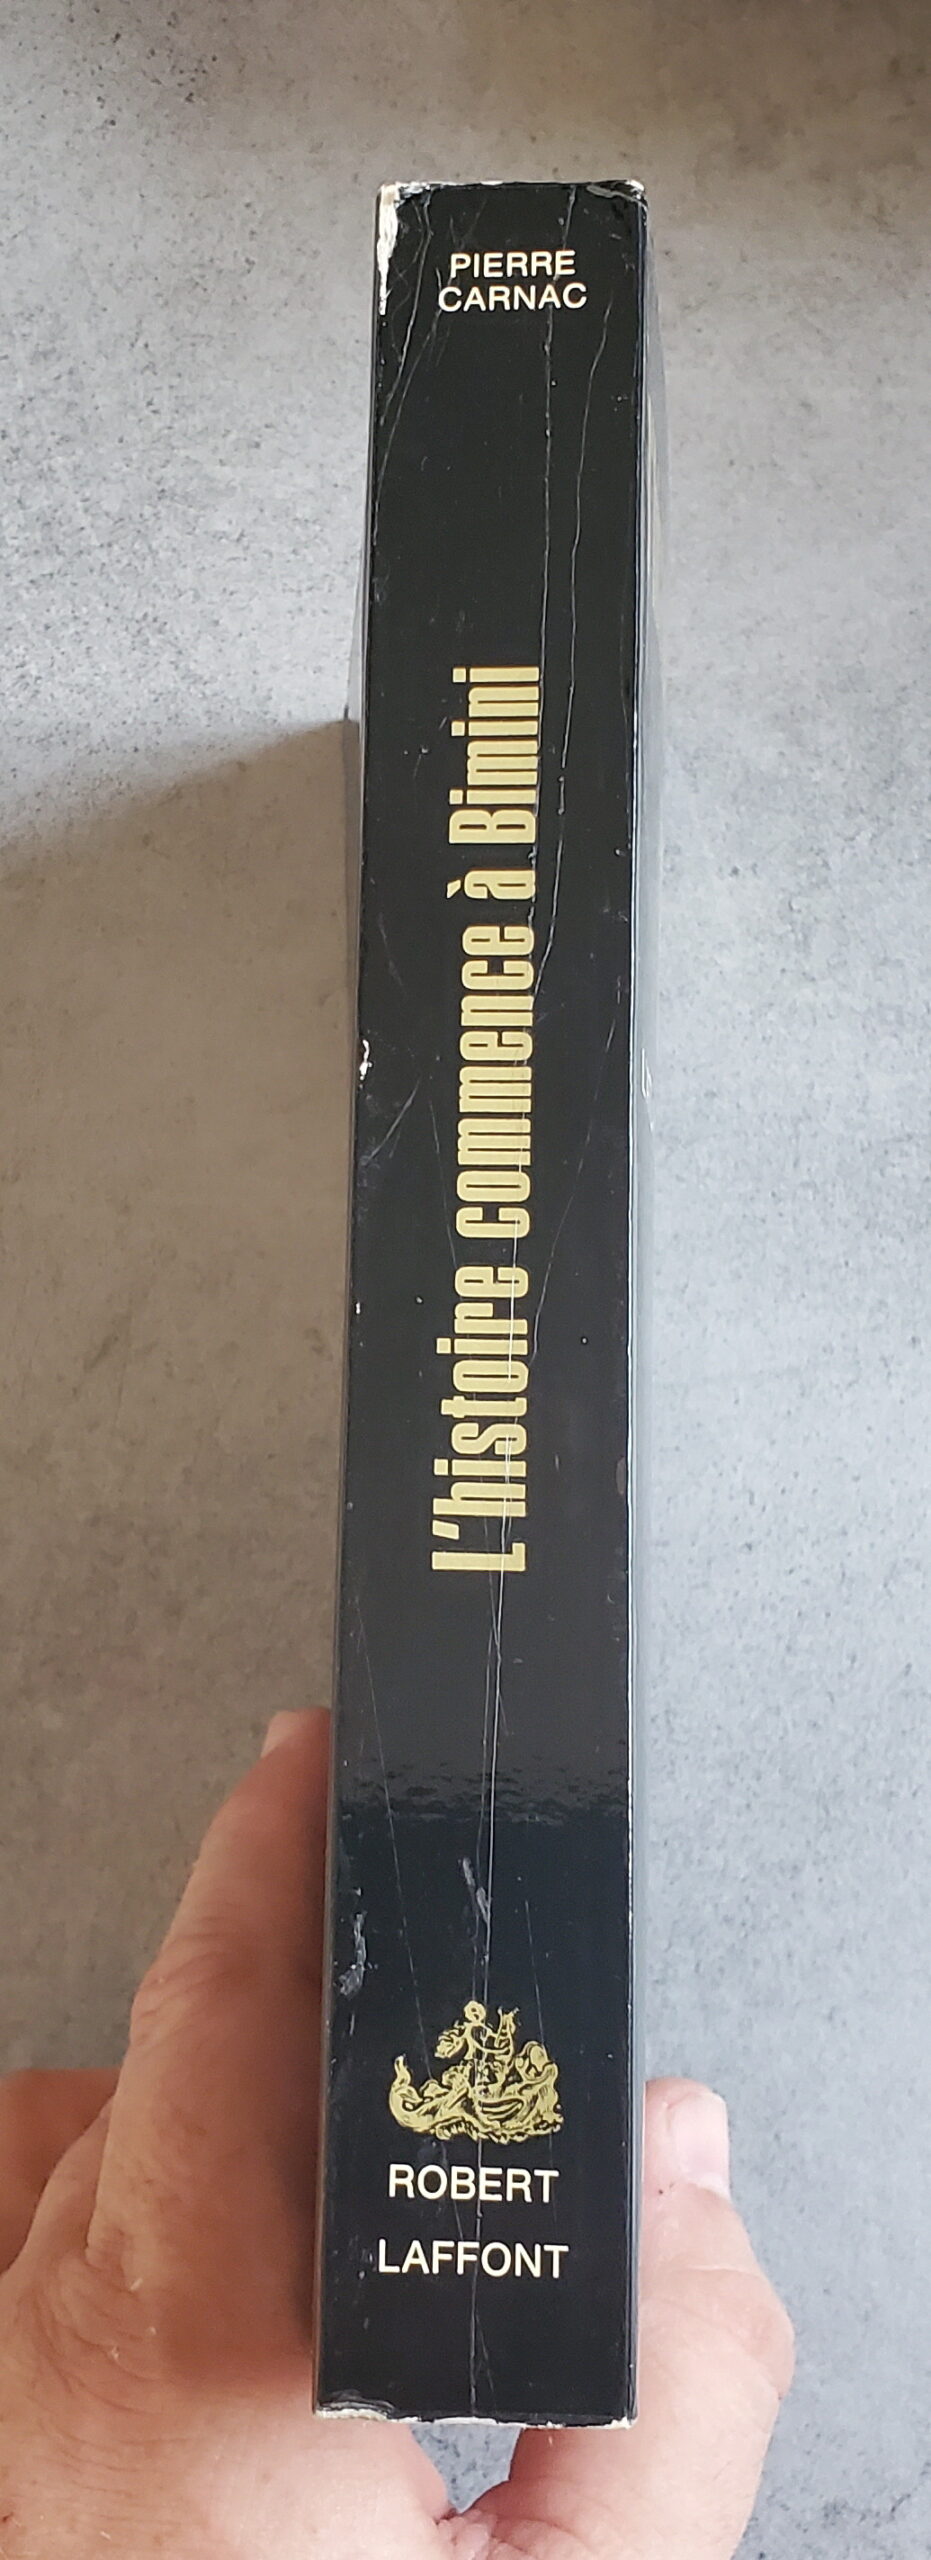 PIERRE
CARNAC
L'histoire commence à Bimini
ROBERT
LAFFONT